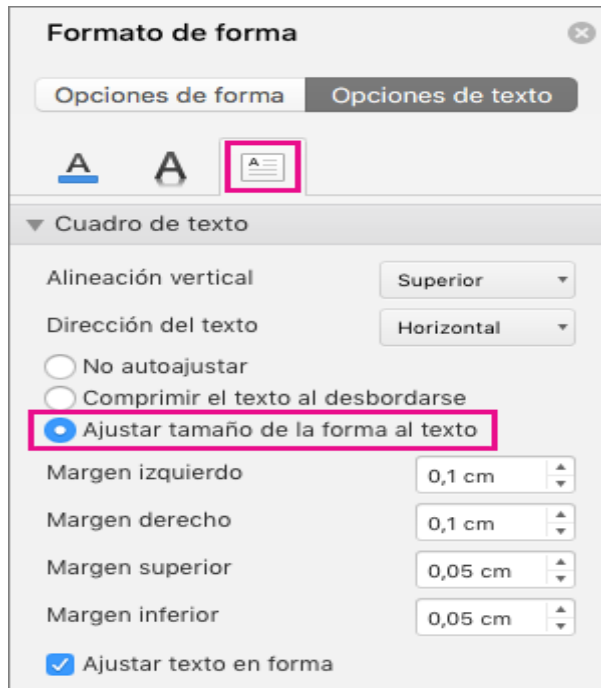 Formato de forma
Opciones de forma Opciones de texto
A A A
Cuadro de texto
Alineación vertical Superior
Dirección del texto Horizontal
No autoajustar
Comprimir el texto al desbordarse
Ajustar tamaño de la forma al texto
Margen izquierdo 0,1 cm
Margen derecho 0,1 cm
Margen superior 0,05 cm
Margen inferior 0,05 cm
Ajustar texto en forma